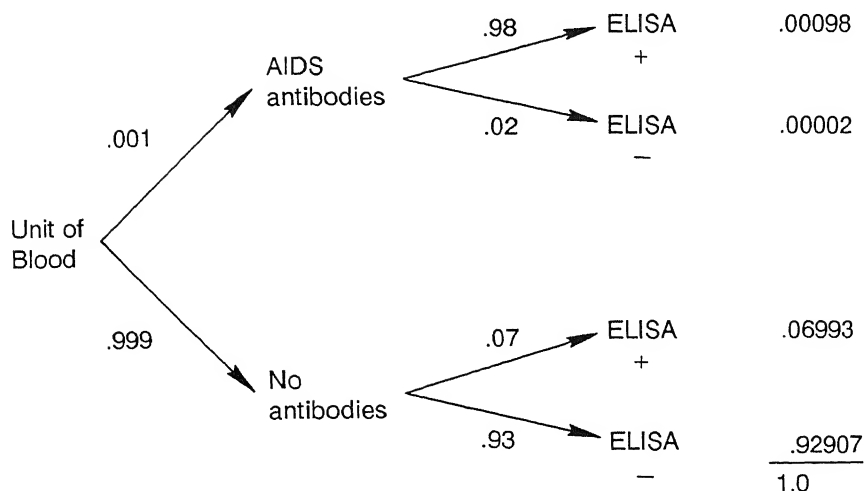 .98
ELISA
.00098
+
AIDS
antibodies
.001
.02
ELISA
.00002
−
Unit of
Blood
.999
.07
ELISA
.06993
+
No
antibodies
.93
ELISA
.92907
−
1.0